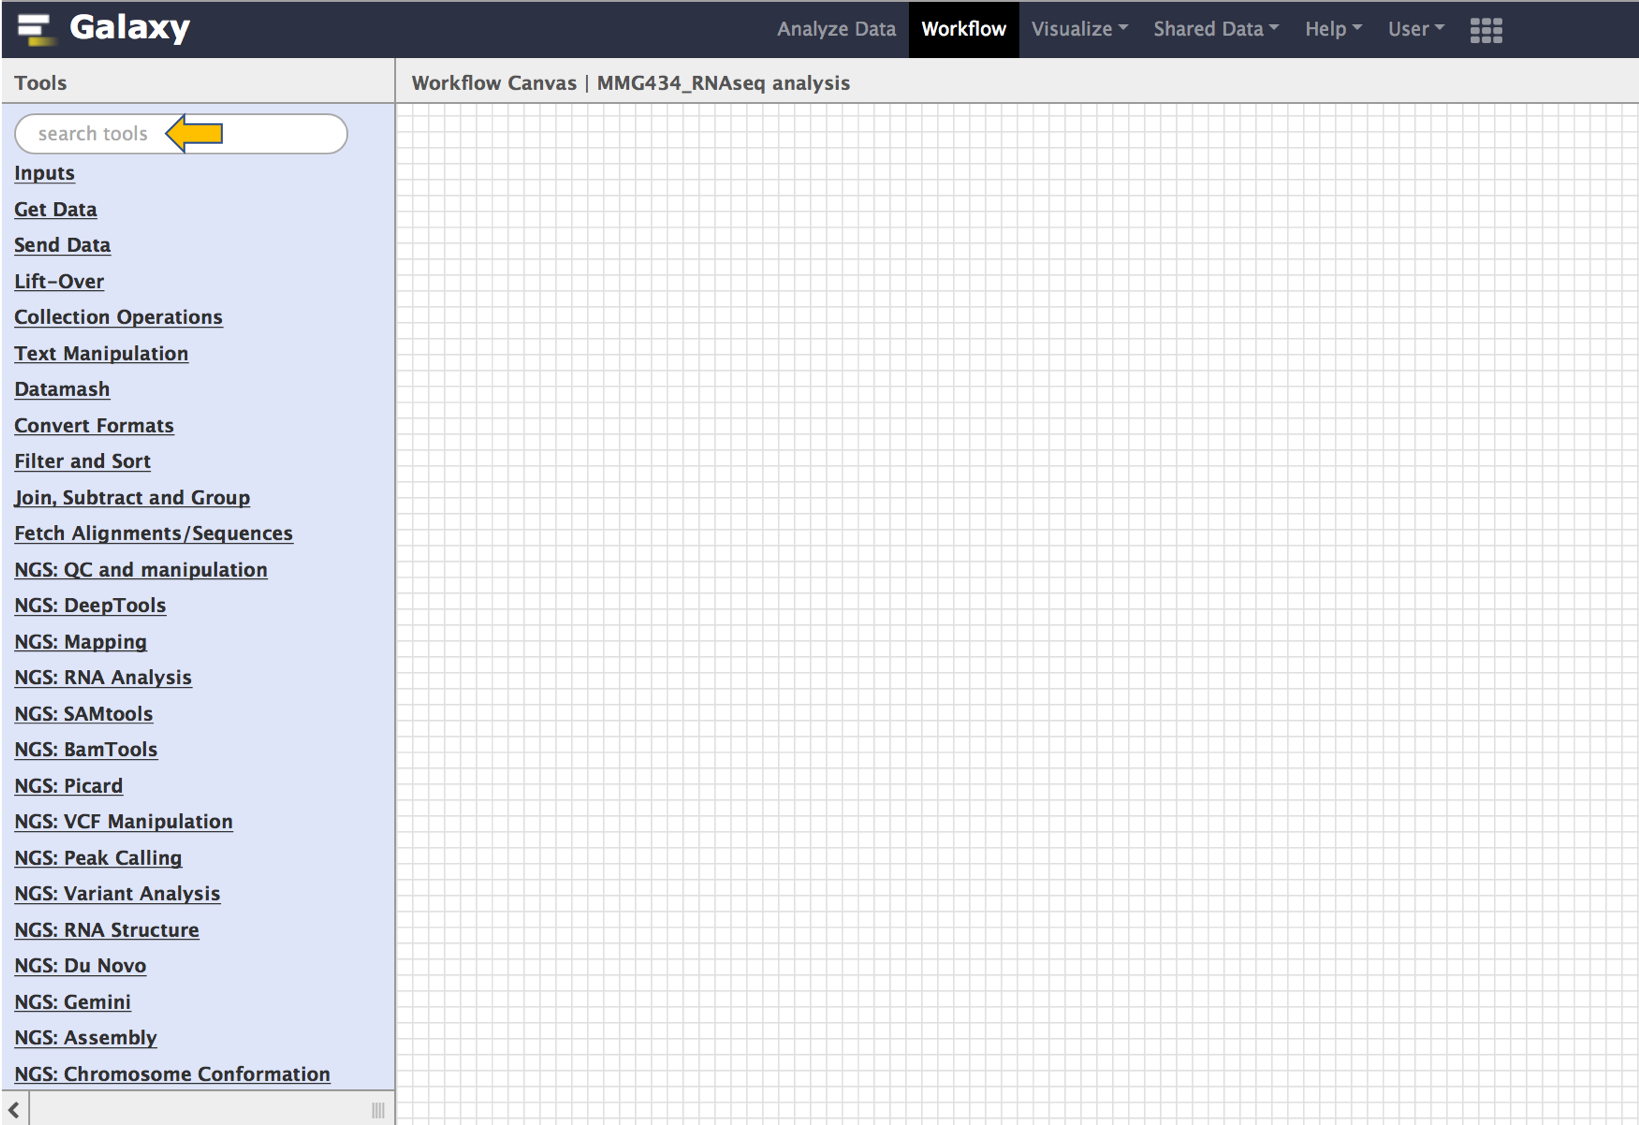 Galaxy
Analyze Data Workflow Visualize Shared Data Help User
Tools
Workflow Canvas | MMG434_RNAseq analysis
search tools
Inputs
Get Data
Send Data
Lift-Over
Collection Operations
Text Manipulation
Datamash
Convert Formats
Filter and Sort
Join, Subtract and Group
Fetch Alignments/Sequences
NGS: QC and manipulation
NGS: DeepTools
NGS: Mapping
NGS: RNA Analysis
NGS: SAMtools
NGS: BamTools
NGS: Picard
NGS: VCF Manipulation
NGS: Peak Calling
NGS: Variant Analysis
NGS: RNA Structure
NGS: Du Novo
NGS: Gemini
NGS: Assembly
NGS: Chromosome Conformation